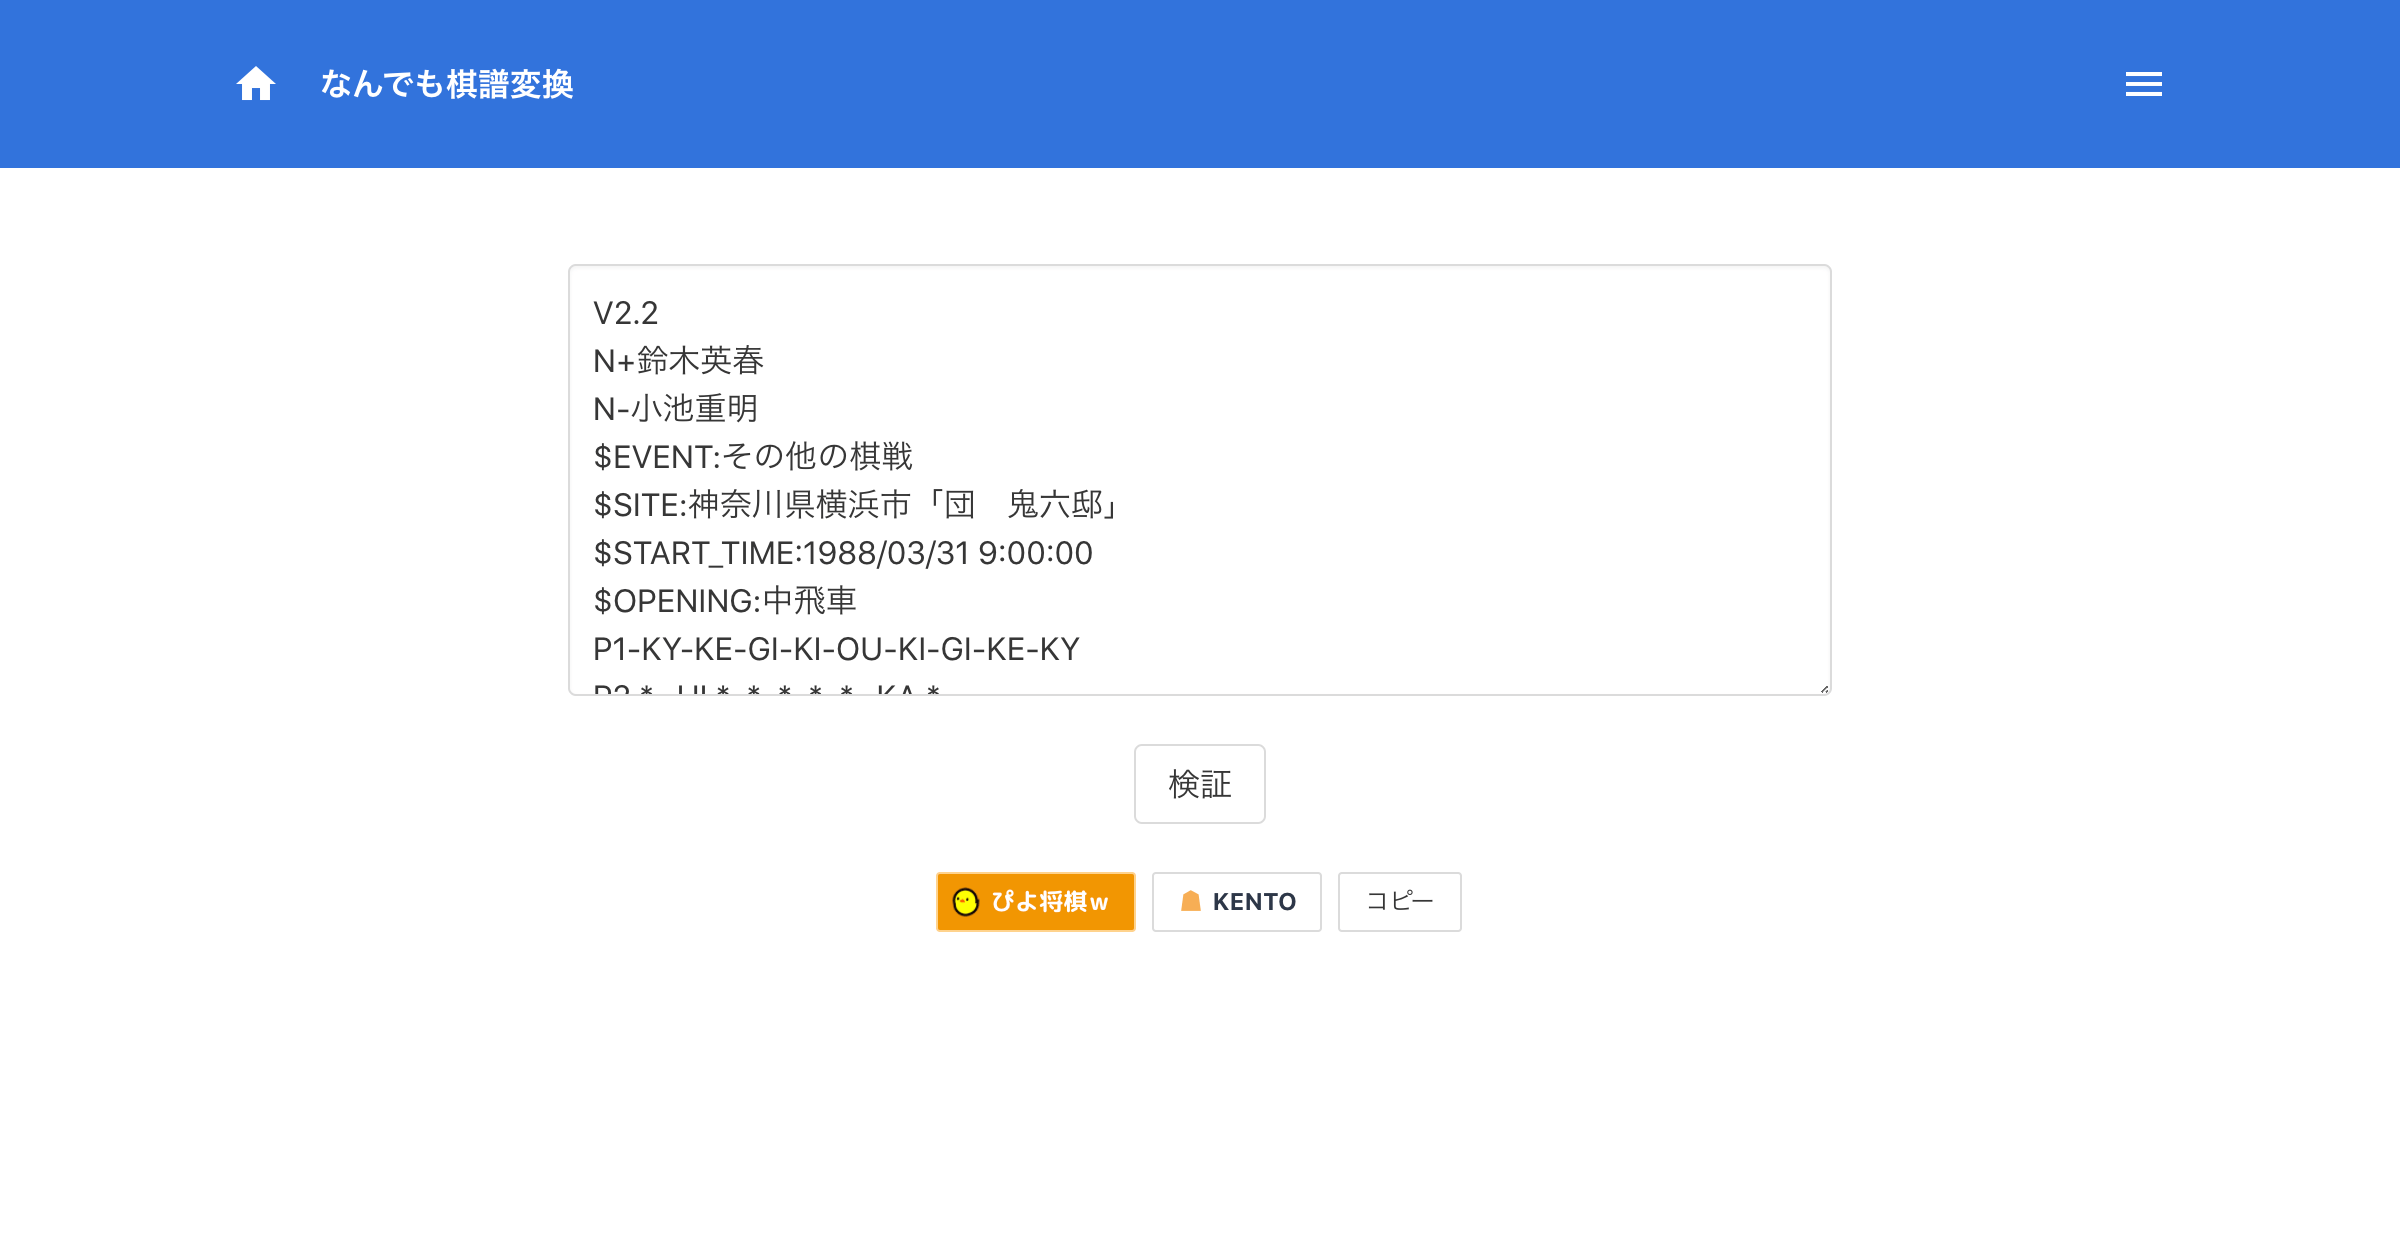 なんでも棋譜変換
V2.2
N+鈴木英春
N-小池重明
$EVENT:その他の棋戦
$SITE:神奈川県横浜市「団　鬼六邸」
$START_TIME:1988/03/31 9:00:00
$OPENING:中飛車
P1-KY-KE-GI-KI-OU-KI-GI-KE-KY
P2 * -HI * * * * * -KA *
検証
ぴよ将棋w
KENTO
コピー